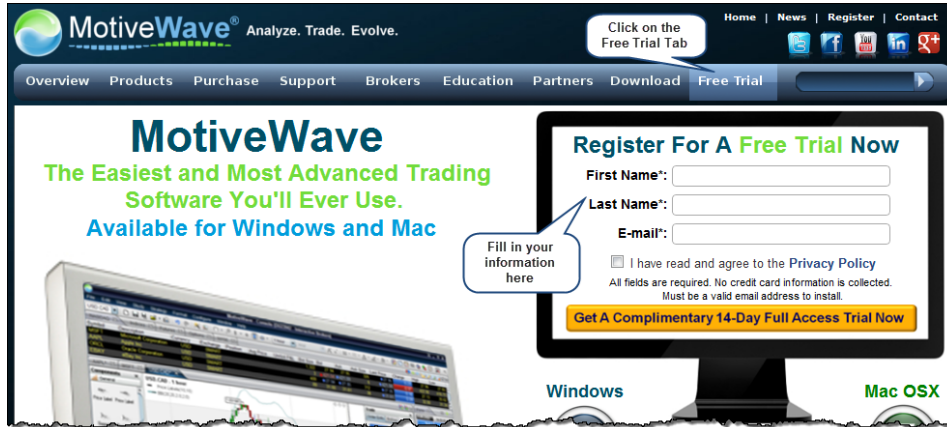 MotiveWave® Analyze. Trade. Evolve.
Home | News | Register | Contact
Click on the
Free Trial Tab
Overview Products Purchase Support Brokers Education Partners Download Free Trial
MotiveWave
The Easiest and Most Advanced Trading
Software You'll Ever Use.
Available for Windows and Mac
Register For A Free Trial Now
First Name*:
Last Name*:
E-mail*:
Fill in your
information
here
I have read and agree to the Privacy Policy
All fields are required. No credit card information is collected.
Must be a valid email address to install.
Get A Complimentary 14-Day Full Access Trial Now
Windows
Mac OSX